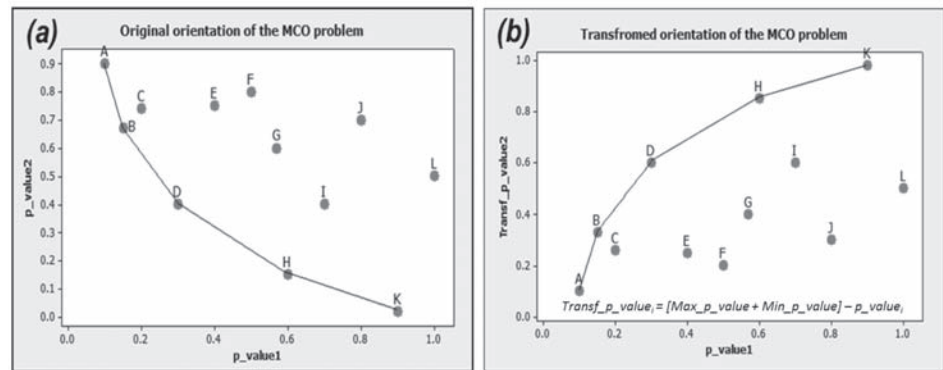 (a) Original orientation of the MCO problem
p_value2
0.9
0.8
0.7
0.6
0.5
0.4
0.3
0.2
0.1
0.0
A
F
C
E
J
B
G
L
D
I
H
K
0.0 0.2 0.4 0.6 0.8 1.0
p_value1
(b) Transfromed orientation of the MCO problem
Transf_p_value2
1.0
0.8
0.6
0.4
0.2
0.0
K
H
D
I
L
G
B
C
E
J
F
A
Transf_p_valueᵢ = [Max_p_value + Min_p_value] – p_valueᵢ
0.0 0.2 0.4 0.6 0.8 1.0
p_value1